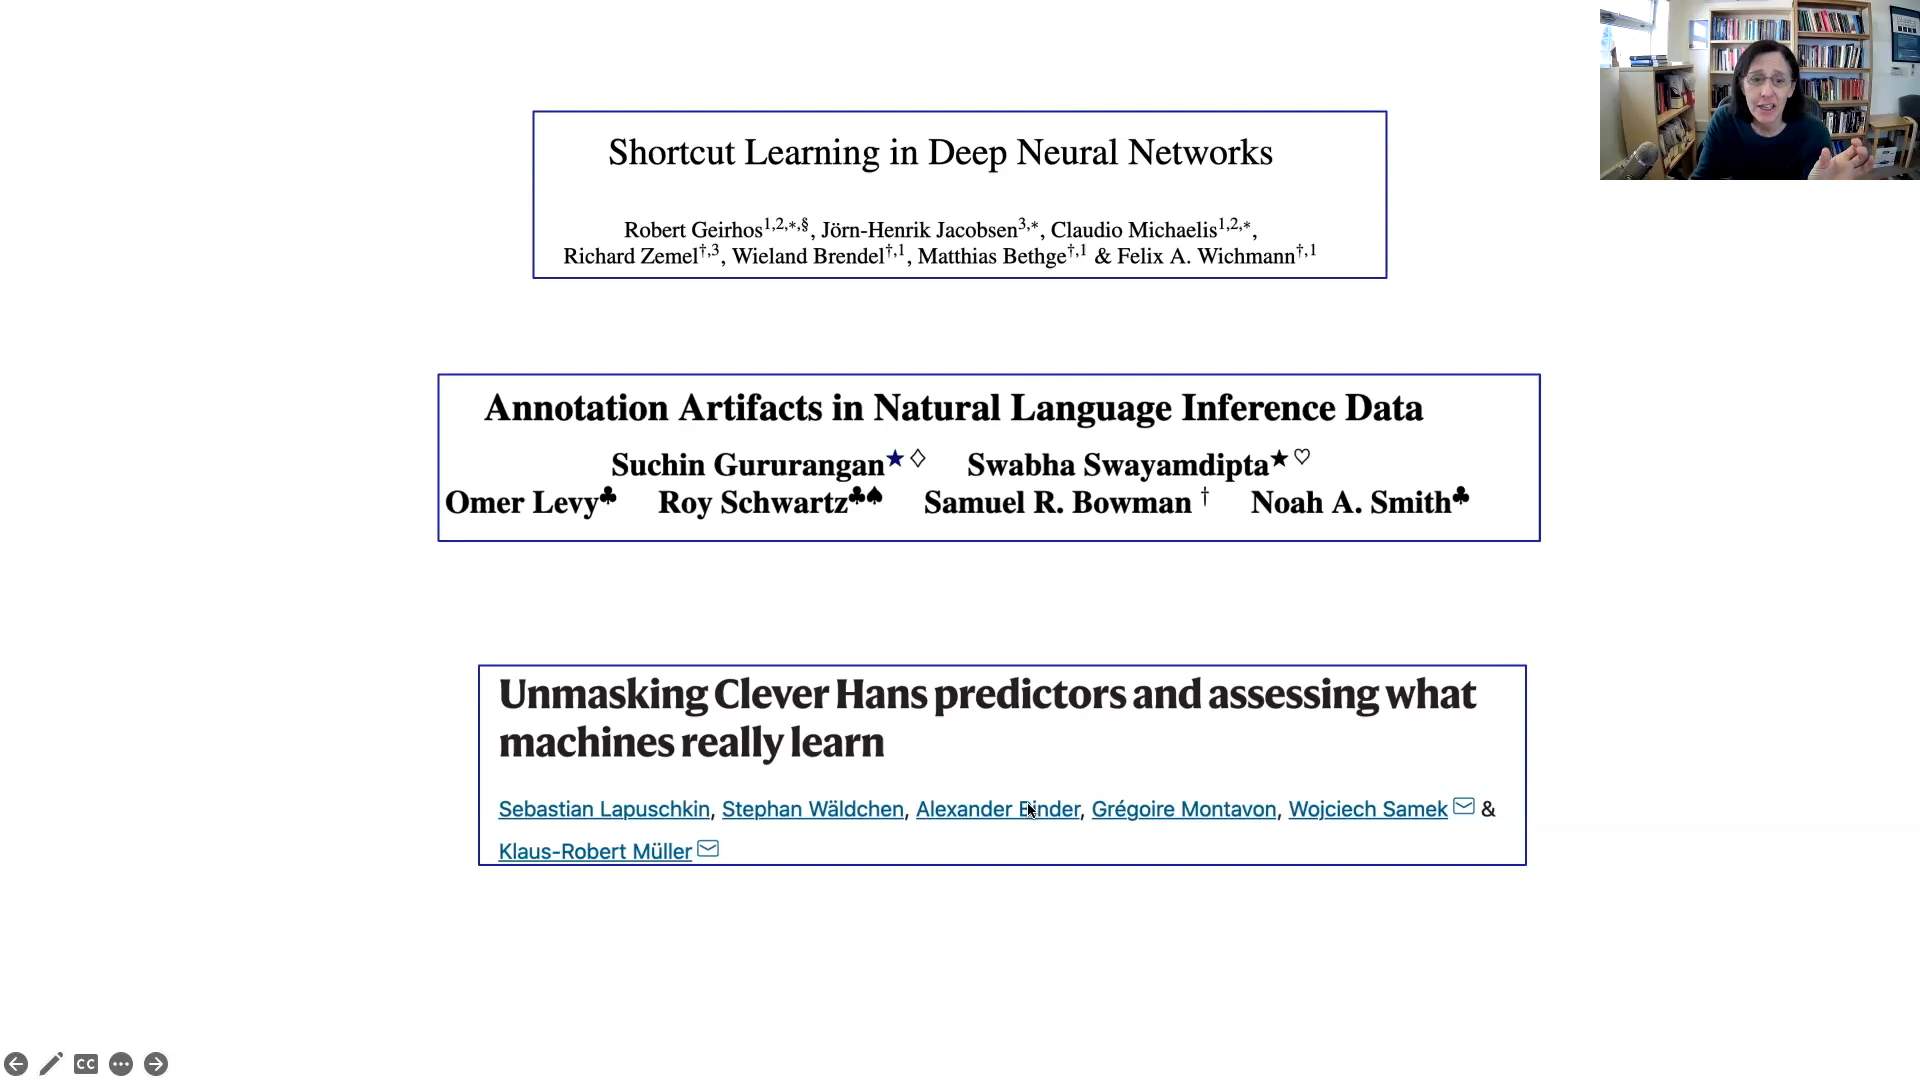 Shortcut Learning in Deep Neural Networks
Robert Geirhos1,2,*,§, Jörn-Henrik Jacobsen3,*, Claudio Michaelis1,2,*,
Richard Zemel†,3, Wieland Brendel†,1, Matthias Bethge†,1 & Felix A. Wichmann†,1
Annotation Artifacts in Natural Language Inference Data
Suchin Gururangan★♢ Swabha Swayamdipta★♡
Omer Levy♣ Roy Schwartz♣♠ Samuel R. Bowman † Noah A. Smith♣
Unmasking Clever Hans predictors and assessing what
machines really learn
Sebastian Lapuschkin, Stephan Wäldchen, Alexander Binder, Grégoire Montavon, Wojciech Samek &
Klaus-Robert Müller
CC